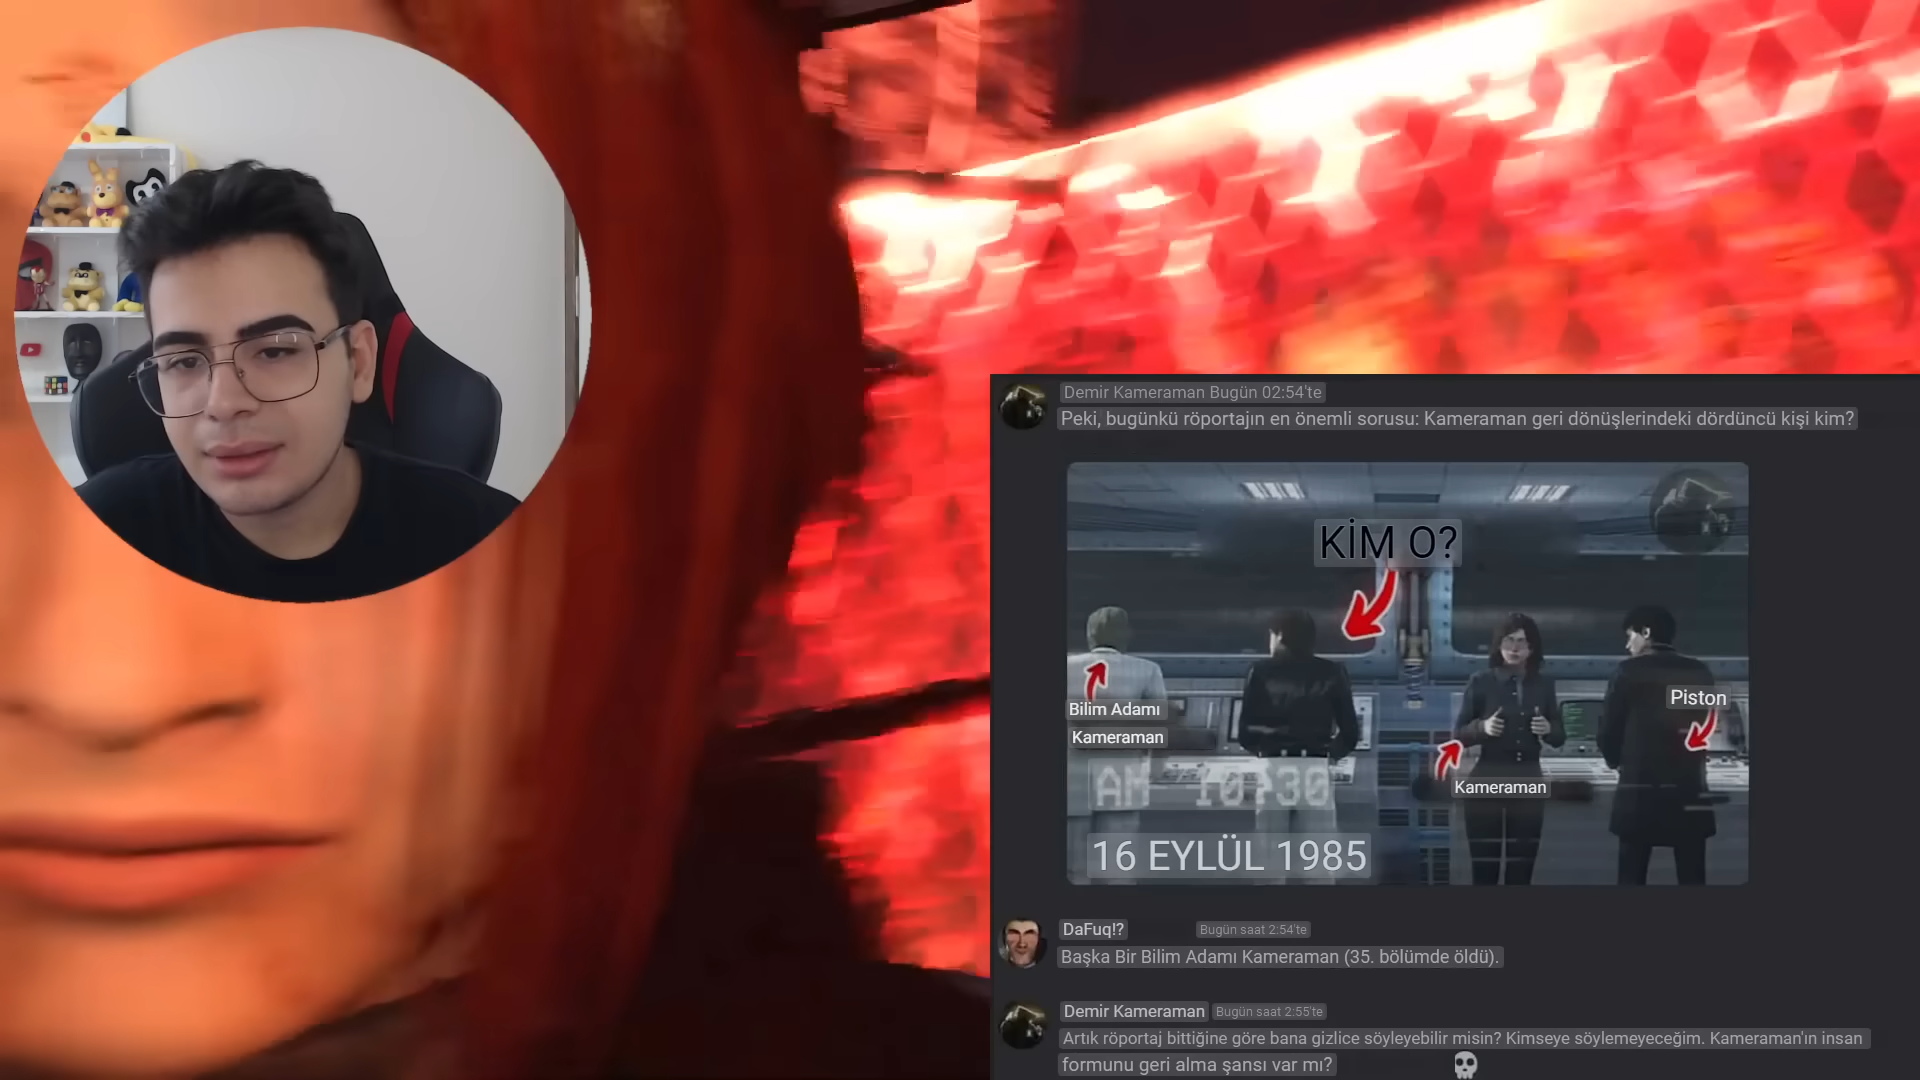 Demir Kameraman Bugün 02:54'te
Peki, bugünkü röportajın en önemli sorusu: Kameraman geri dönüşlerindeki dördüncü kişi kim?
KİM O?
Bilim Adamı
Kameraman
Piston
Kameraman
AM 10:30
16 EYLÜL 1985
DaFuq!? Bugün saat 2:54'te
Başka Bir Bilim Adamı Kameraman (35. bölümde öldü).
Demir Kameraman Bugün saat 2:55'te
Artık röportaj bittiğine göre bana gizlice söyleyebilir misin? Kimseye söylemeyeceğim. Kameraman'ın insan
formunu geri alma şansı var mı?